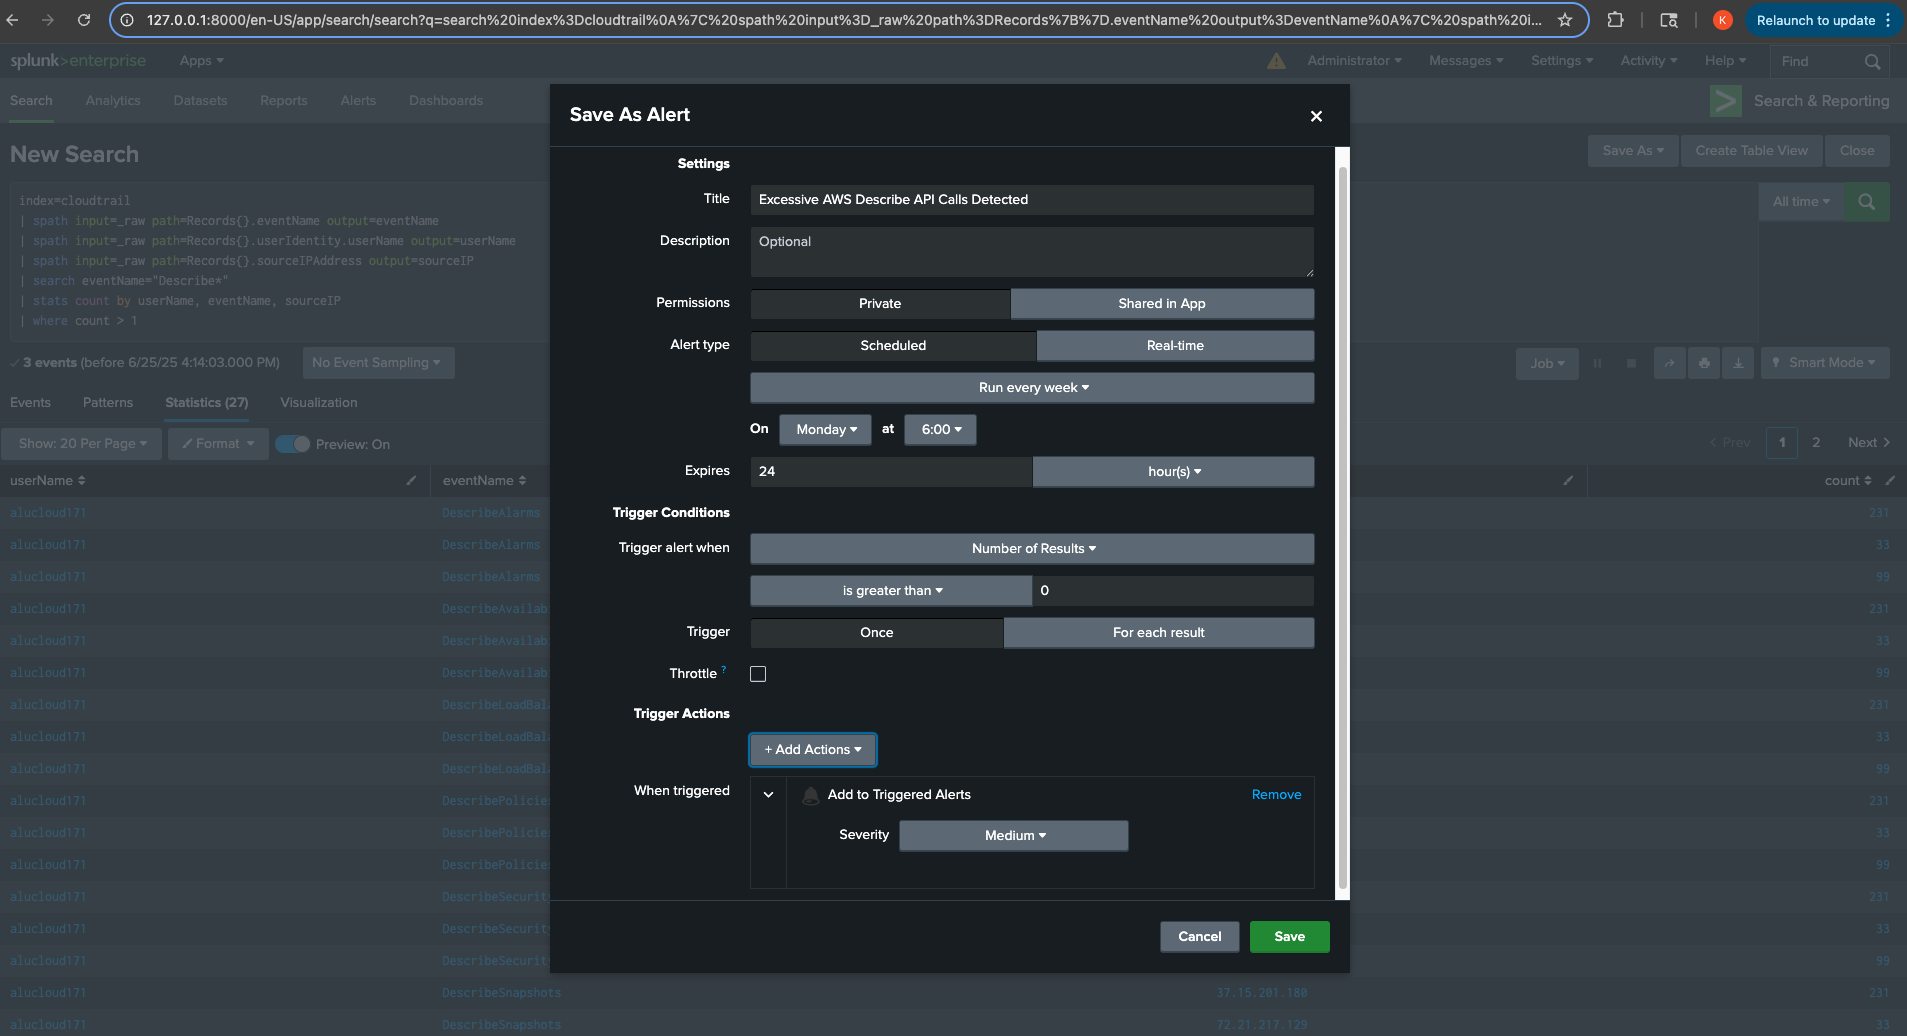 127.0.0.1:8000/en-US/app/search/search?q=search%20index%3Dcloudtrail%0A%7C%20spath%20input%3D_raw%20path%3DRecords%7B%7D.eventName%20output%3DeventName%0A%7C%20spath%20i...
K
Relaunch to update
splunk>enterprise
Apps
Administrator
Messages
Settings
Activity
Help
Find
Search
Analytics
Datasets
Reports
Alerts
Dashboards
Search & Reporting
New Search
Save As
Create Table View
Close
index=cloudtrail
| spath input=_raw path=Records{}.eventName output=eventName
| spath input=_raw path=Records{}.userIdentity.userName output=userName
| spath input=_raw path=Records{}.sourceIPAddress output=sourceIP
| search eventName="Describe*"
| stats count by userName, eventName, sourceIP
| where count > 1
All time
3 events (before 6/25/25 4:14:03.000 PM)
No Event Sampling
Job
Smart Mode
Events
Patterns
Statistics (27)
Visualization
Show: 20 Per Page
Format
Preview: On
< Prev
1
2
Next >
userName
eventName
count
alucloud171 DescribeAlarms 231
alucloud171 DescribeAlarms 33
alucloud171 DescribeAlarms 99
alucloud171 DescribeAvailab 231
alucloud171 DescribeAvailab 33
alucloud171 DescribeAvailab 99
alucloud171 DescribeLoadBal 231
alucloud171 DescribeLoadBal 33
alucloud171 DescribeLoadBal 99
alucloud171 DescribePolicie 231
alucloud171 DescribePolicie 33
alucloud171 DescribePolicie 99
alucloud171 DescribeSecurit 231
alucloud171 DescribeSecurit 33
alucloud171 DescribeSecurit 99
alucloud171 DescribeSnapshots 37.15.201.180 231
alucloud171 DescribeSnapshots 72.21.217.129 33
Save As Alert
Settings
Title
Excessive AWS Describe API Calls Detected
Description
Optional
Permissions
Private
Shared in App
Alert type
Scheduled
Real-time
Run every week
On
Monday
at
6:00
Expires
24
hour(s)
Trigger Conditions
Trigger alert when
Number of Results
is greater than
0
Trigger
Once
For each result
Throttle ?
Trigger Actions
+ Add Actions
When triggered
Add to Triggered Alerts
Remove
Severity
Medium
Cancel
Save